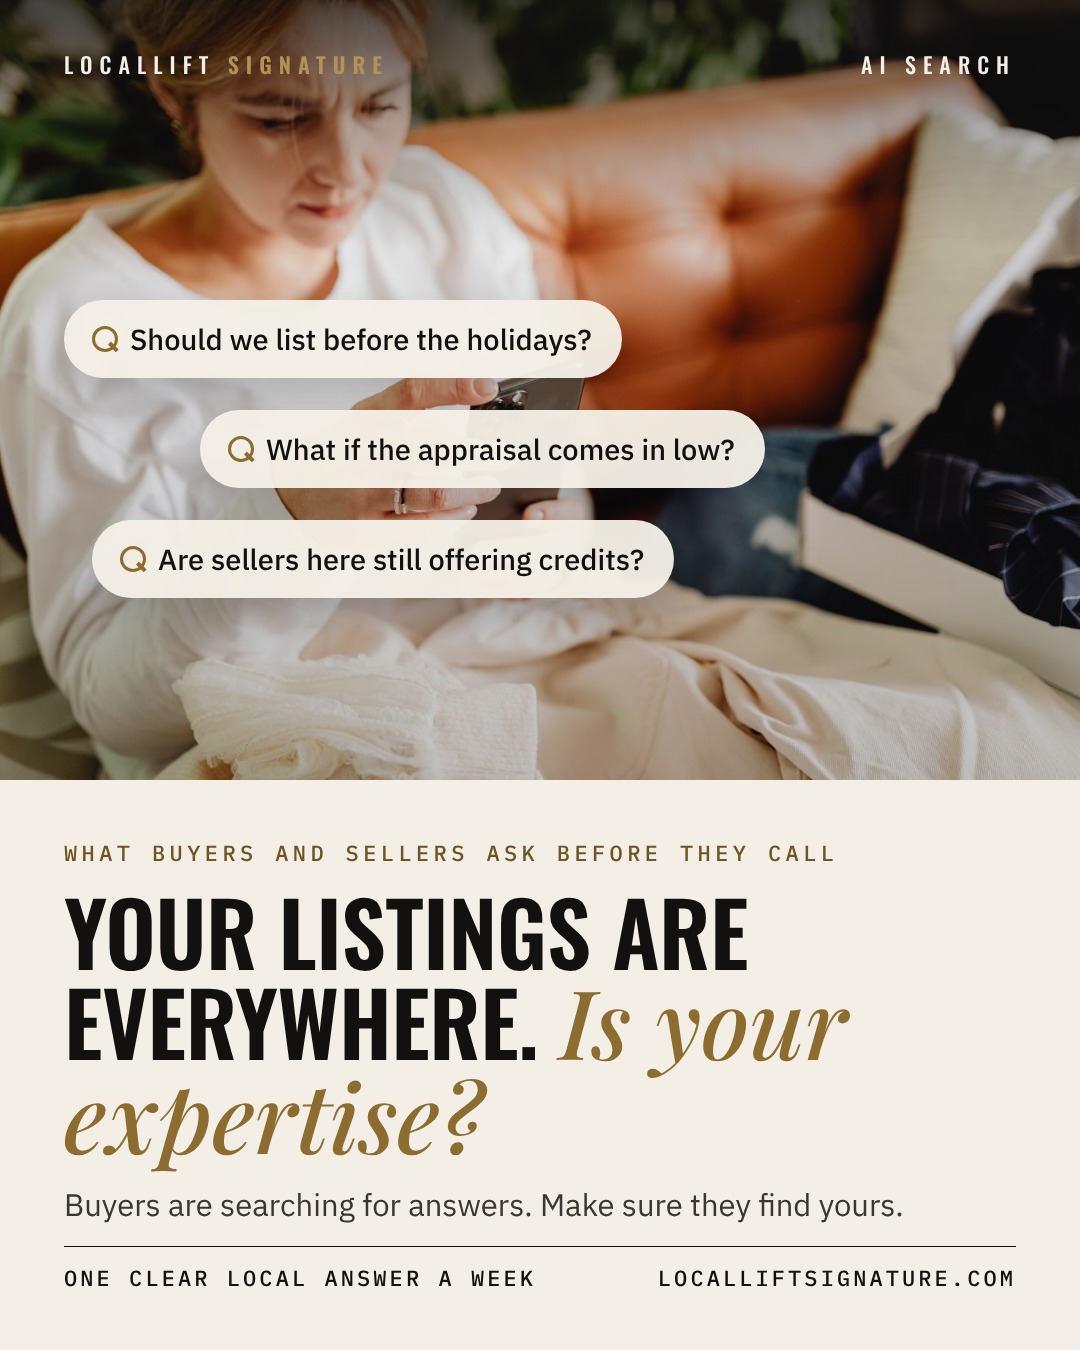 LOCALLIFT SIGNATURE
AI SEARCH
Should we list before the holidays?
What if the appraisal comes in low?
Are sellers here still offering credits?
WHAT BUYERS AND SELLERS ASK BEFORE THEY CALL
YOUR LISTINGS ARE
EVERYWHERE. Is your
expertise?
Buyers are searching for answers. Make sure they find yours.
ONE CLEAR LOCAL ANSWER A WEEK
LOCALLIFTSIGNATURE.COM